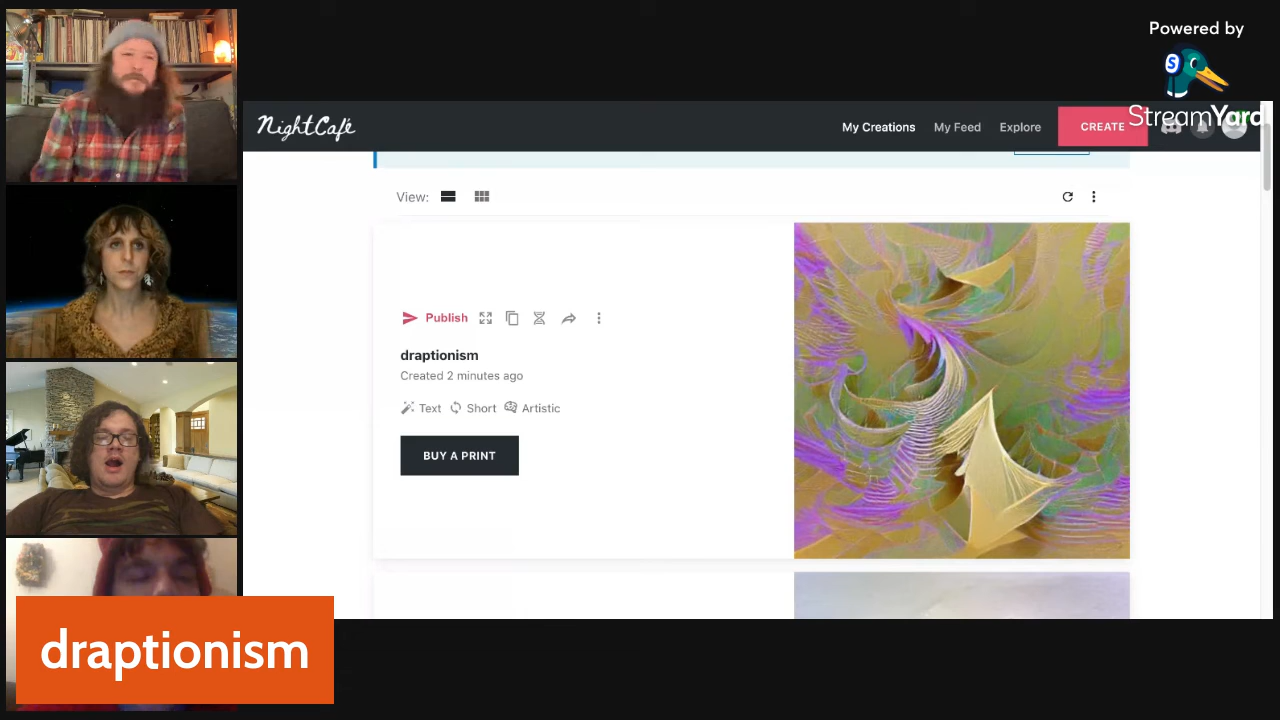 Powered by
StreamYard
NightCafé
My Creations
My Feed
Explore
CREATE
View:
Publish
draptionism
Created 2 minutes ago
Text
Short
Artistic
BUY A PRINT
draptionism